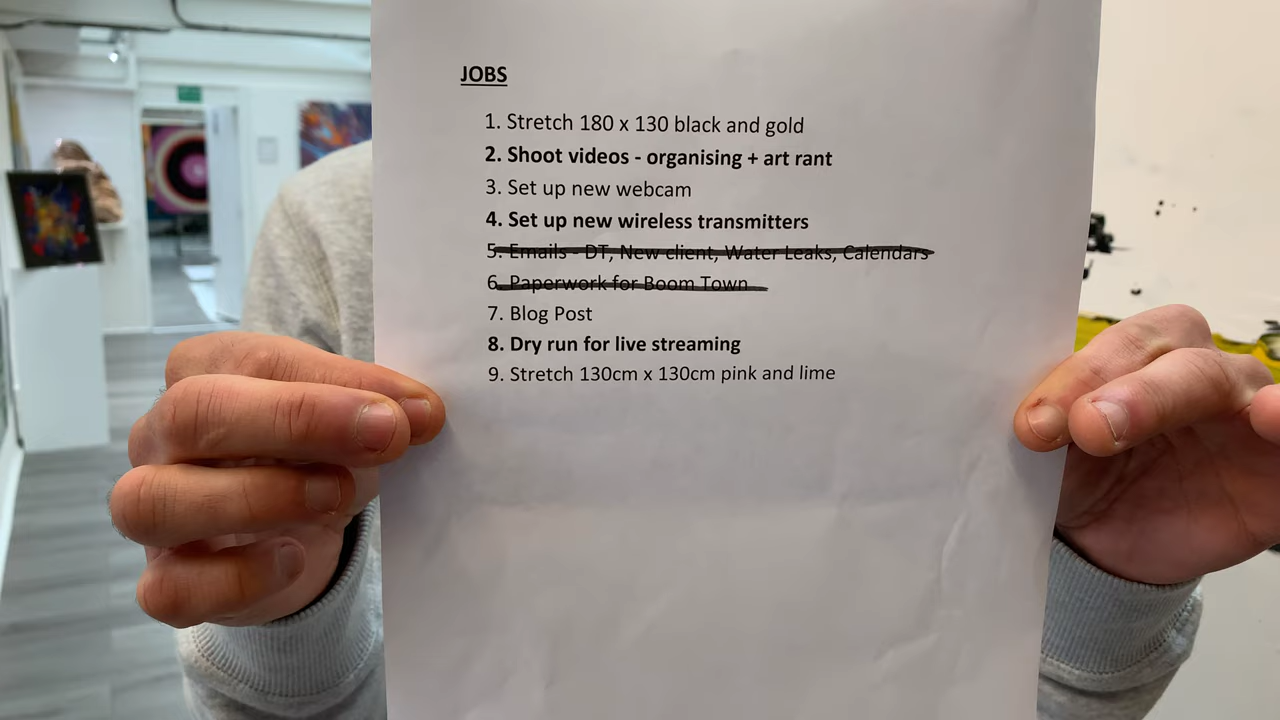 JOBS
1. Stretch 180 x 130 black and gold
2. Shoot videos - organising + art rant
3. Set up new webcam
4. Set up new wireless transmitters
5. Emails - DT, New client, Water Leaks, Calendars
6. Paperwork for Boom Town
7. Blog Post
8. Dry run for live streaming
9. Stretch 130cm x 130cm pink and lime